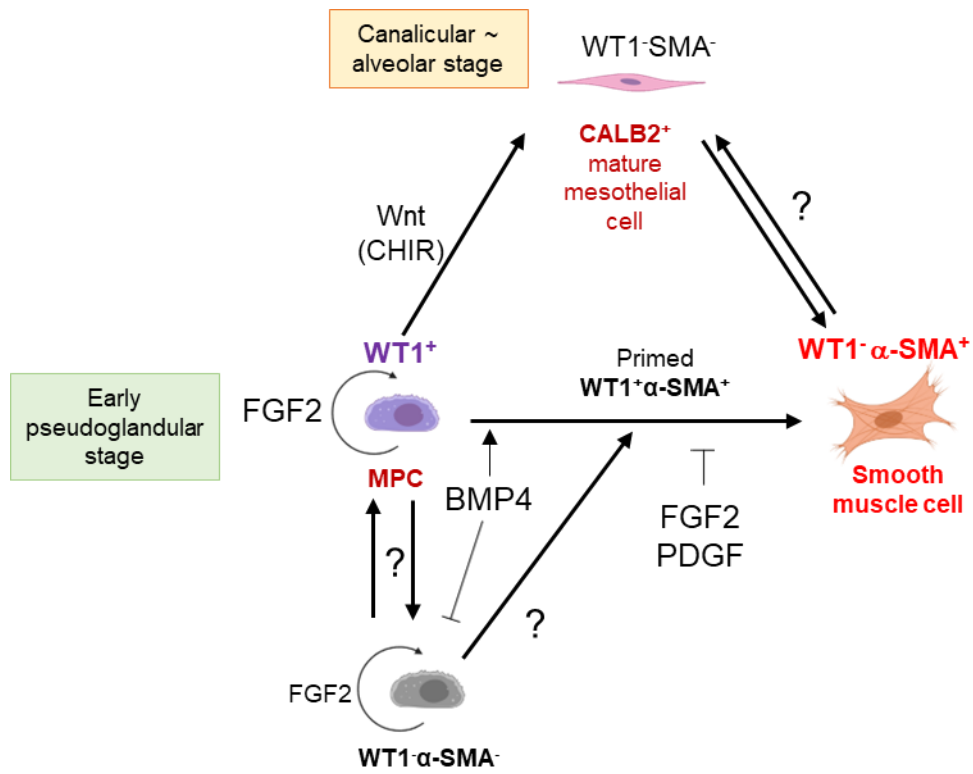 Canalicular ~
alveolar stage
WT1⁻SMA⁻
CALB2⁺
mature
mesothelial
cell
?
Wnt
(CHIR)
WT1⁺
Primed
WT1⁺α-SMA⁺
WT1⁻ α-SMA⁺
Early
pseudoglandular
stage
FGF2
MPC
BMP4
FGF2
PDGF
Smooth
muscle cell
?
?
FGF2
WT1⁻α-SMA⁻